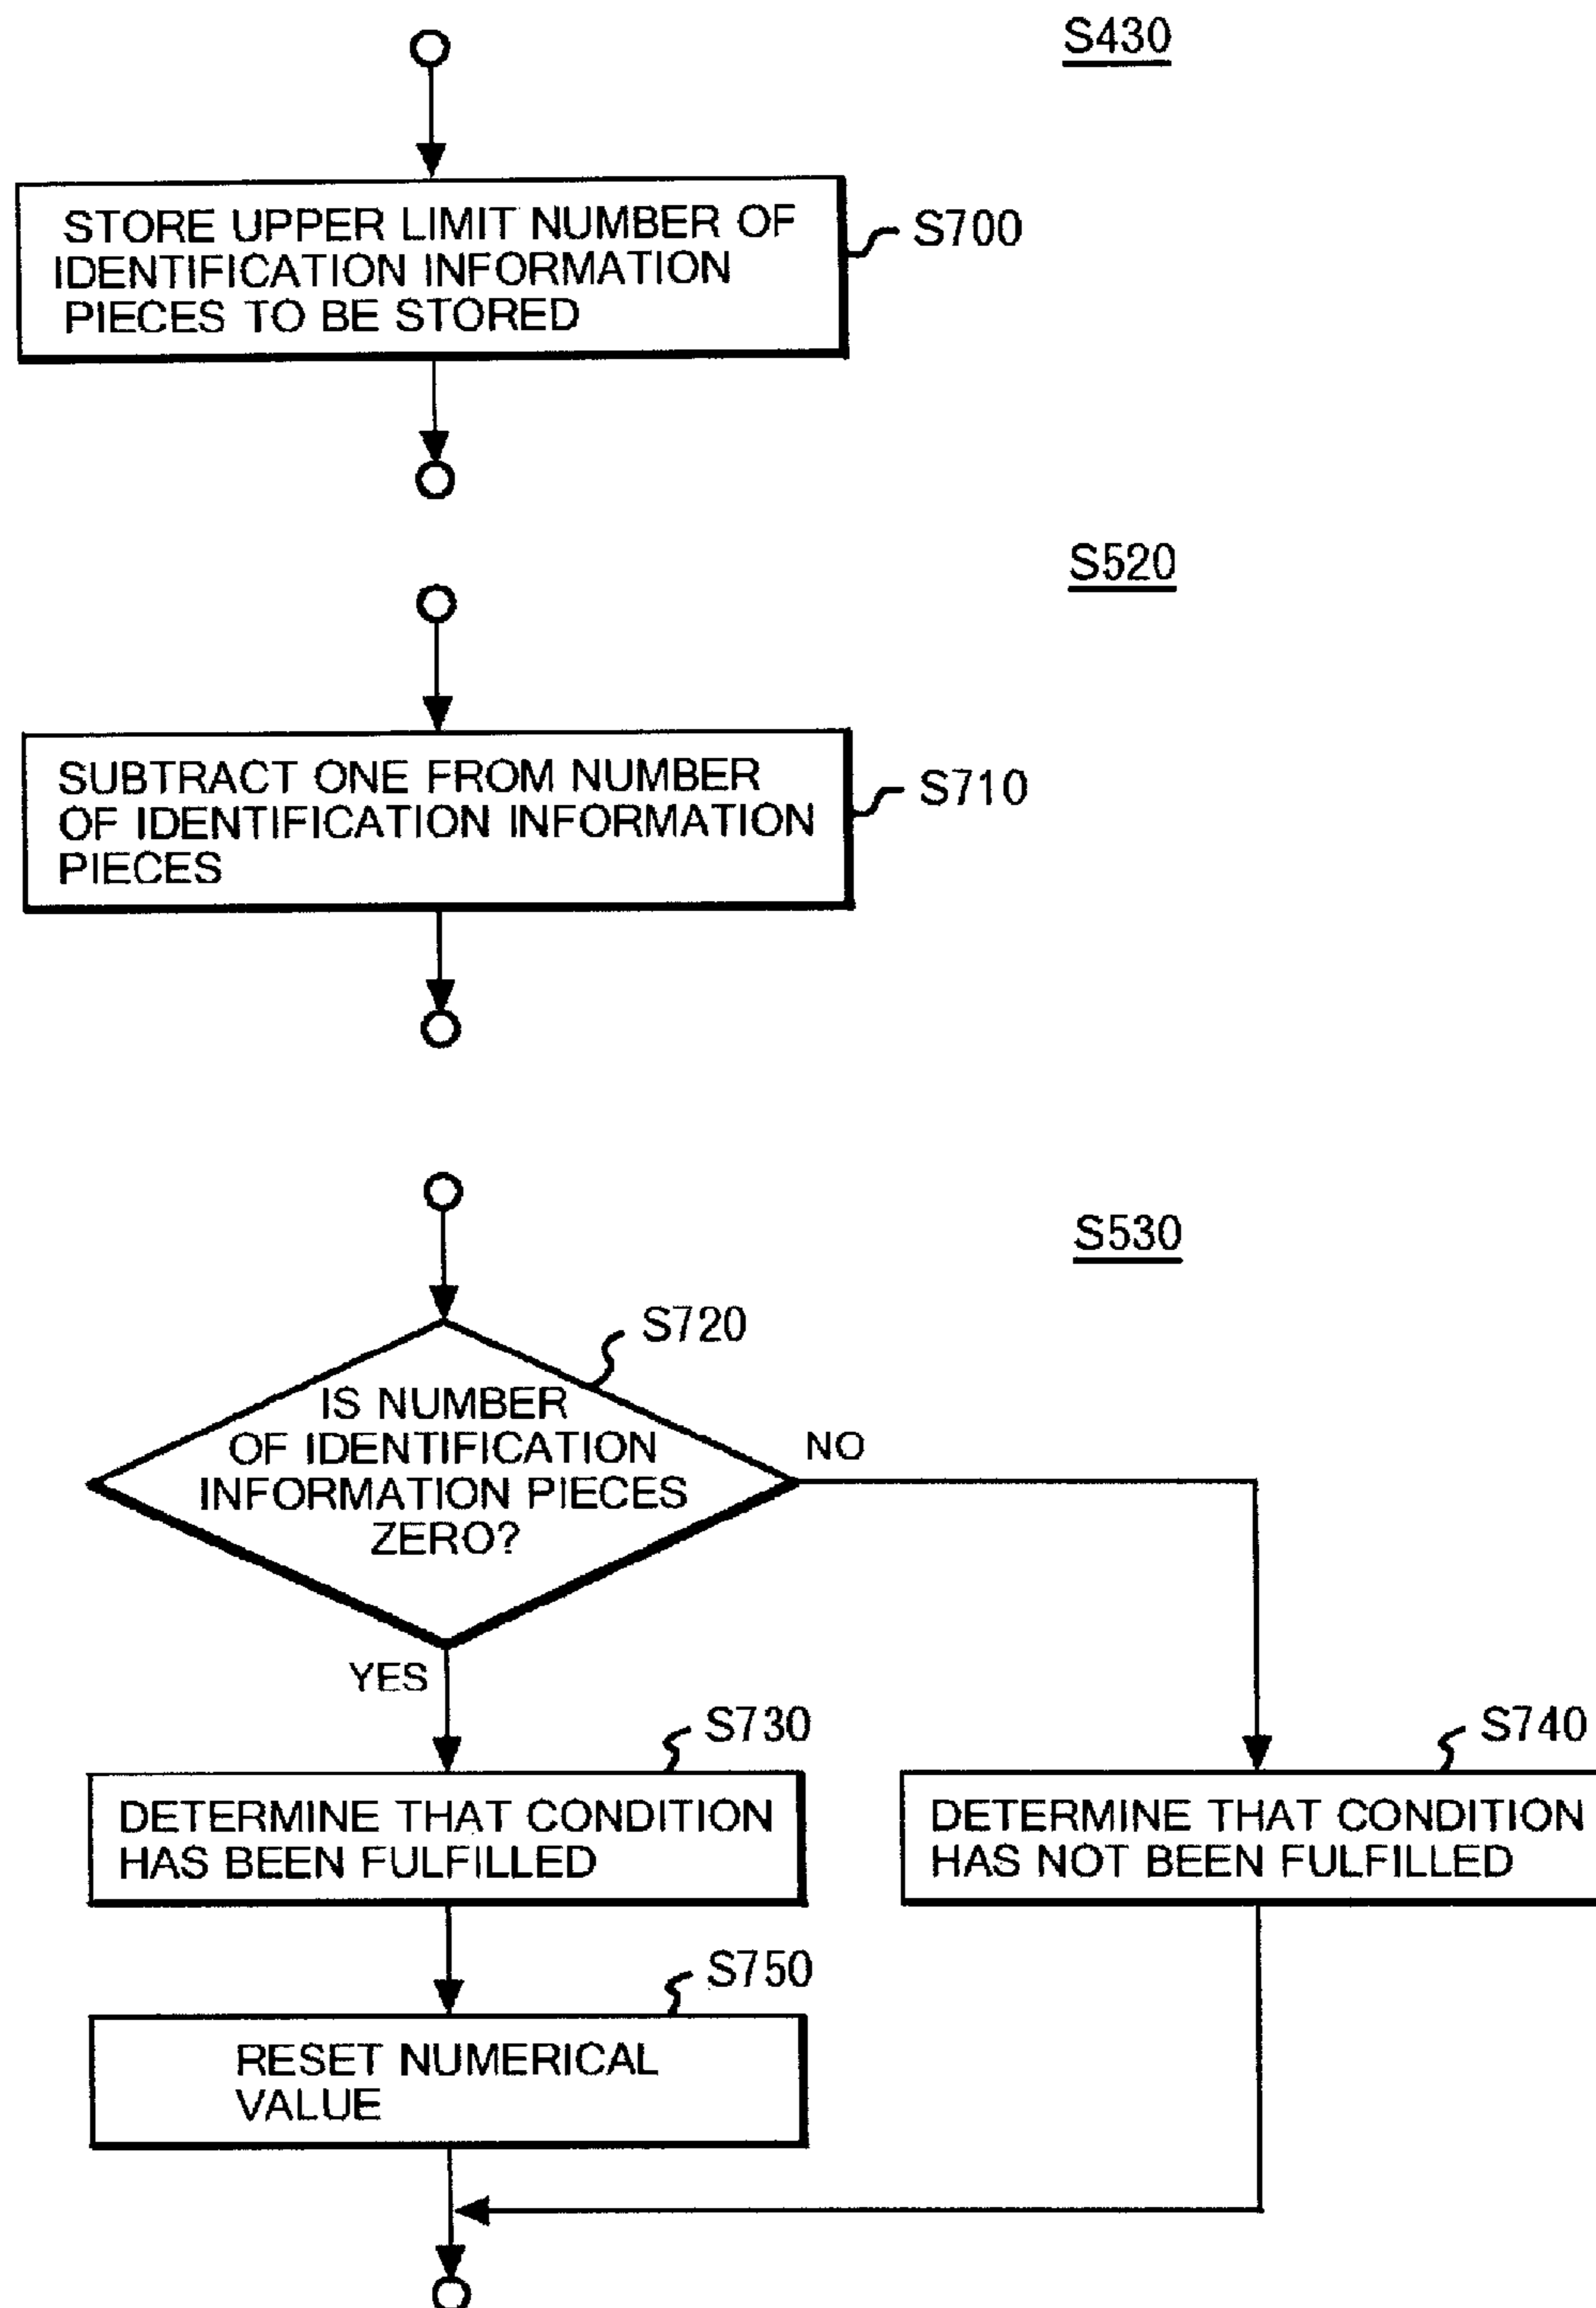 S430
STORE UPPER LIMIT NUMBER OF
IDENTIFICATION INFORMATION
PIECES TO BE STORED
S700
S520
SUBTRACT ONE FROM NUMBER
OF IDENTIFICATION INFORMATION
PIECES
S710
S530
S720
IS NUMBER
OF IDENTIFICATION
INFORMATION PIECES
ZERO?
NO
YES
S730
DETERMINE THAT CONDITION
HAS BEEN FULFILLED
S740
DETERMINE THAT CONDITION
HAS NOT BEEN FULFILLED
S750
RESET NUMERICAL
VALUE